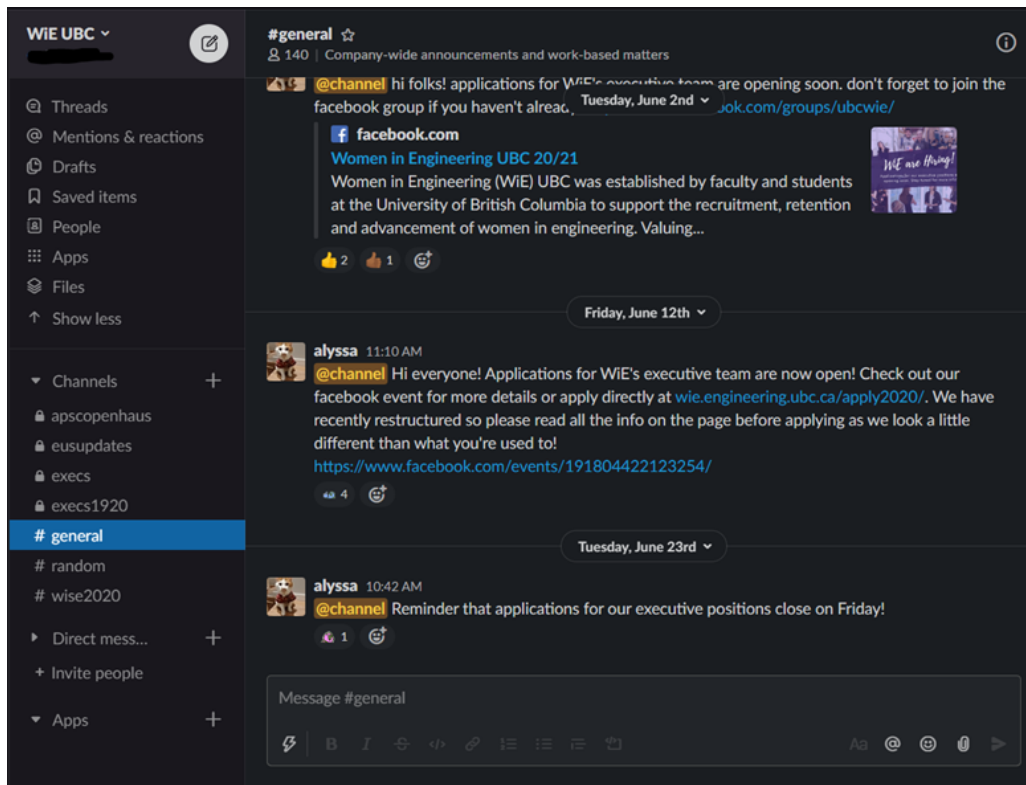 WiE UBC
Threads
Mentions & reactions
Drafts
Saved items
People
Apps
Files
Show less
Channels
apscopenhaus
eusupdates
execs
execs1920
# general
# random
# wise2020
Direct mess...
+ Invite people
Apps
#general
140 | Company-wide announcements and work-based matters
@channel hi folks! applications for WiE's executive team are opening soon. don't forget to join the
facebook group if you haven't alread
Tuesday, June 2nd
ok.com/groups/ubcwie/
facebook.com
Women in Engineering UBC 20/21
Women in Engineering (WiE) UBC was established by faculty and students
at the University of British Columbia to support the recruitment, retention
and advancement of women in engineering. Valuing...
WiE are Hiring!
2
1
Friday, June 12th
alyssa 11:10 AM
@channel Hi everyone! Applications for WiE's executive team are now open! Check out our
facebook event for more details or apply directly at wie.engineering.ubc.ca/apply2020/. We have
recently restructured so please read all the info on the page before applying as we look a little
different than what you're used to!
https://www.facebook.com/events/191804422123254/
4
Tuesday, June 23rd
alyssa 10:42 AM
@channel Reminder that applications for our executive positions close on Friday!
1
Message #general
B I S </>
Aa @